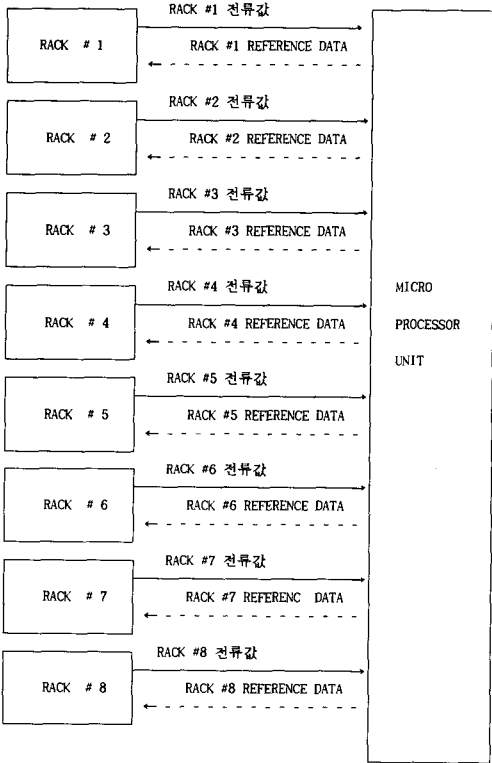 RACK #1 전류값
RACK # 1
RACK #1 REFERENCE DATA
RACK #2 전류값
RACK # 2
RACK #2 REFERENCE DATA
RACK #3 전류값
RACK # 3
RACK #3 REFERENCE DATA
RACK #4 전류값
RACK # 4
RACK #4 REFERENCE DATA
RACK #5 전류값
RACK # 5
RACK #5 REFERENCE DATA
RACK #6 전류값
RACK # 6
RACK #6 REFERENCE DATA
RACK #7 전류값
RACK # 7
RACK #7 REFERENC DATA
RACK #8 전류값
RACK # 8
RACK #8 REFERENCE DATA
MICRO
PROCESSOR
UNIT